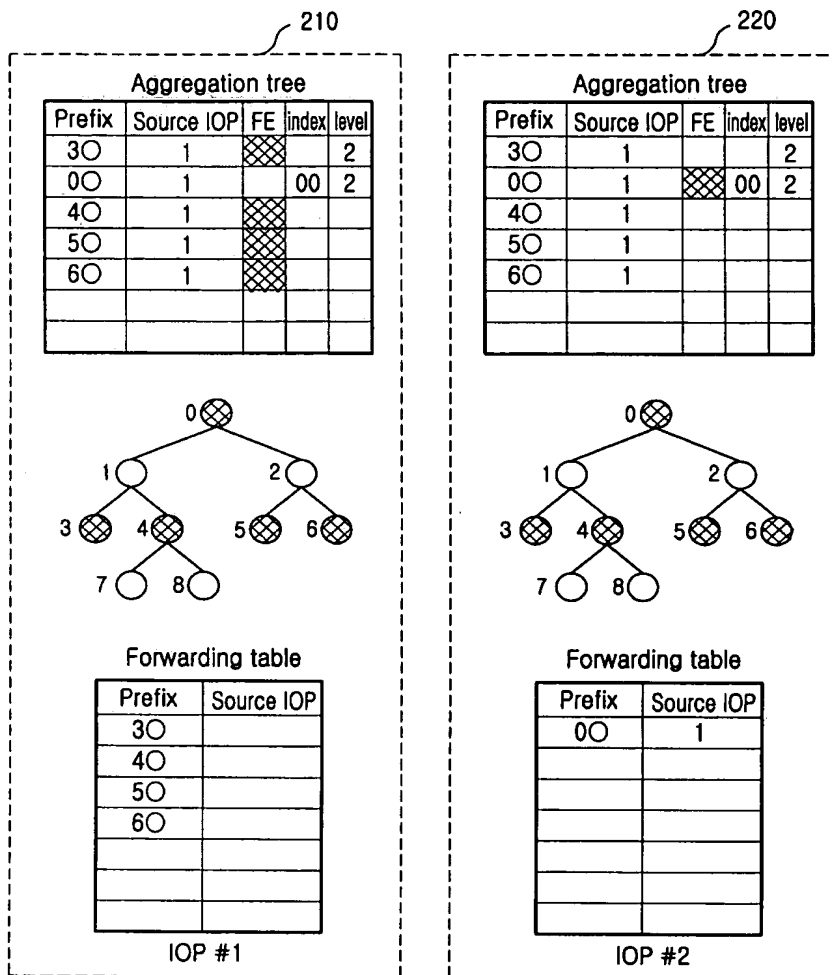 210
Aggregation tree
Prefix Source IOP FE index level
3○ 1 2
0○ 1 00 2
4○ 1
5○ 1
6○ 1
0
1 2
3 4 5 6
7 8
Forwarding table
Prefix Source IOP
3○
4○
5○
6○
IOP #1
220
Aggregation tree
Prefix Source IOP FE index level
3○ 1 2
0○ 1 00 2
4○ 1
5○ 1
6○ 1
0
1 2
3 4 5 6
7 8
Forwarding table
Prefix Source IOP
0○ 1
IOP #2